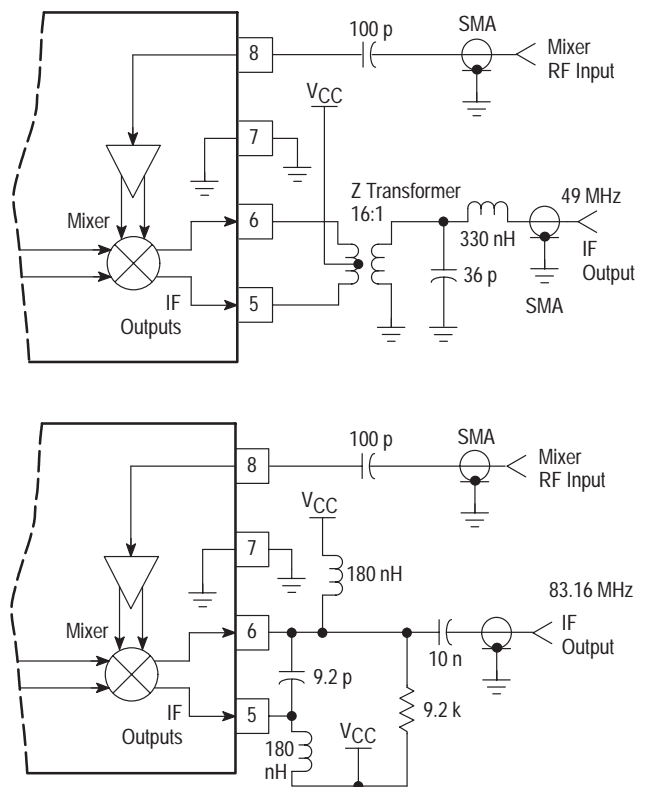 8
100 p
SMA
Mixer
RF Input
VCC
7
Z Transformer
16:1
6
Mixer
49 MHz
330 nH
IF
Output
36 p
5
IF
Outputs
SMA
8
100 p
SMA
Mixer
RF Input
VCC
7
180 nH
83.16 MHz
6
Mixer
IF
Output
10 n
9.2 p
5
9.2 k
IF
Outputs
VCC
180
nH